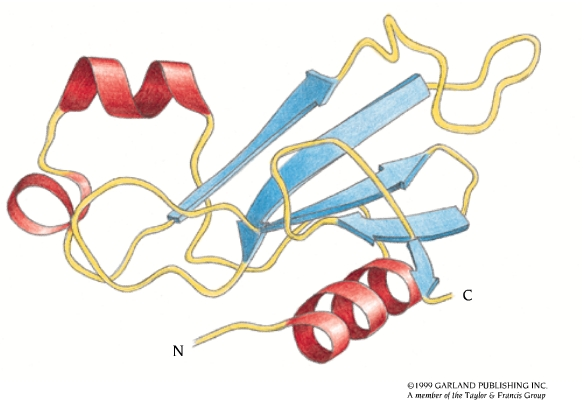 C
N
©1999 GARLAND PUBLISHING INC.
A member of the Taylor & Francis Group